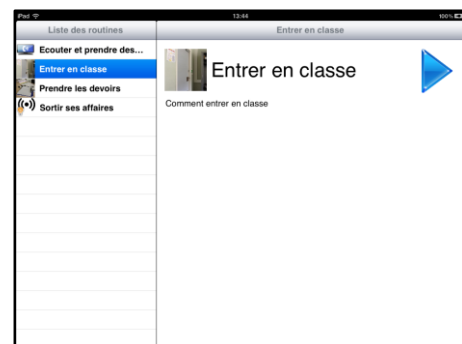 iPad 13:44 100%
Liste des routines
Entrer en classe
Ecouter et prendre des...
Entrer en classe
Prendre les devoirs
Sortir ses affaires
Entrer en classe
Comment entrer en classe